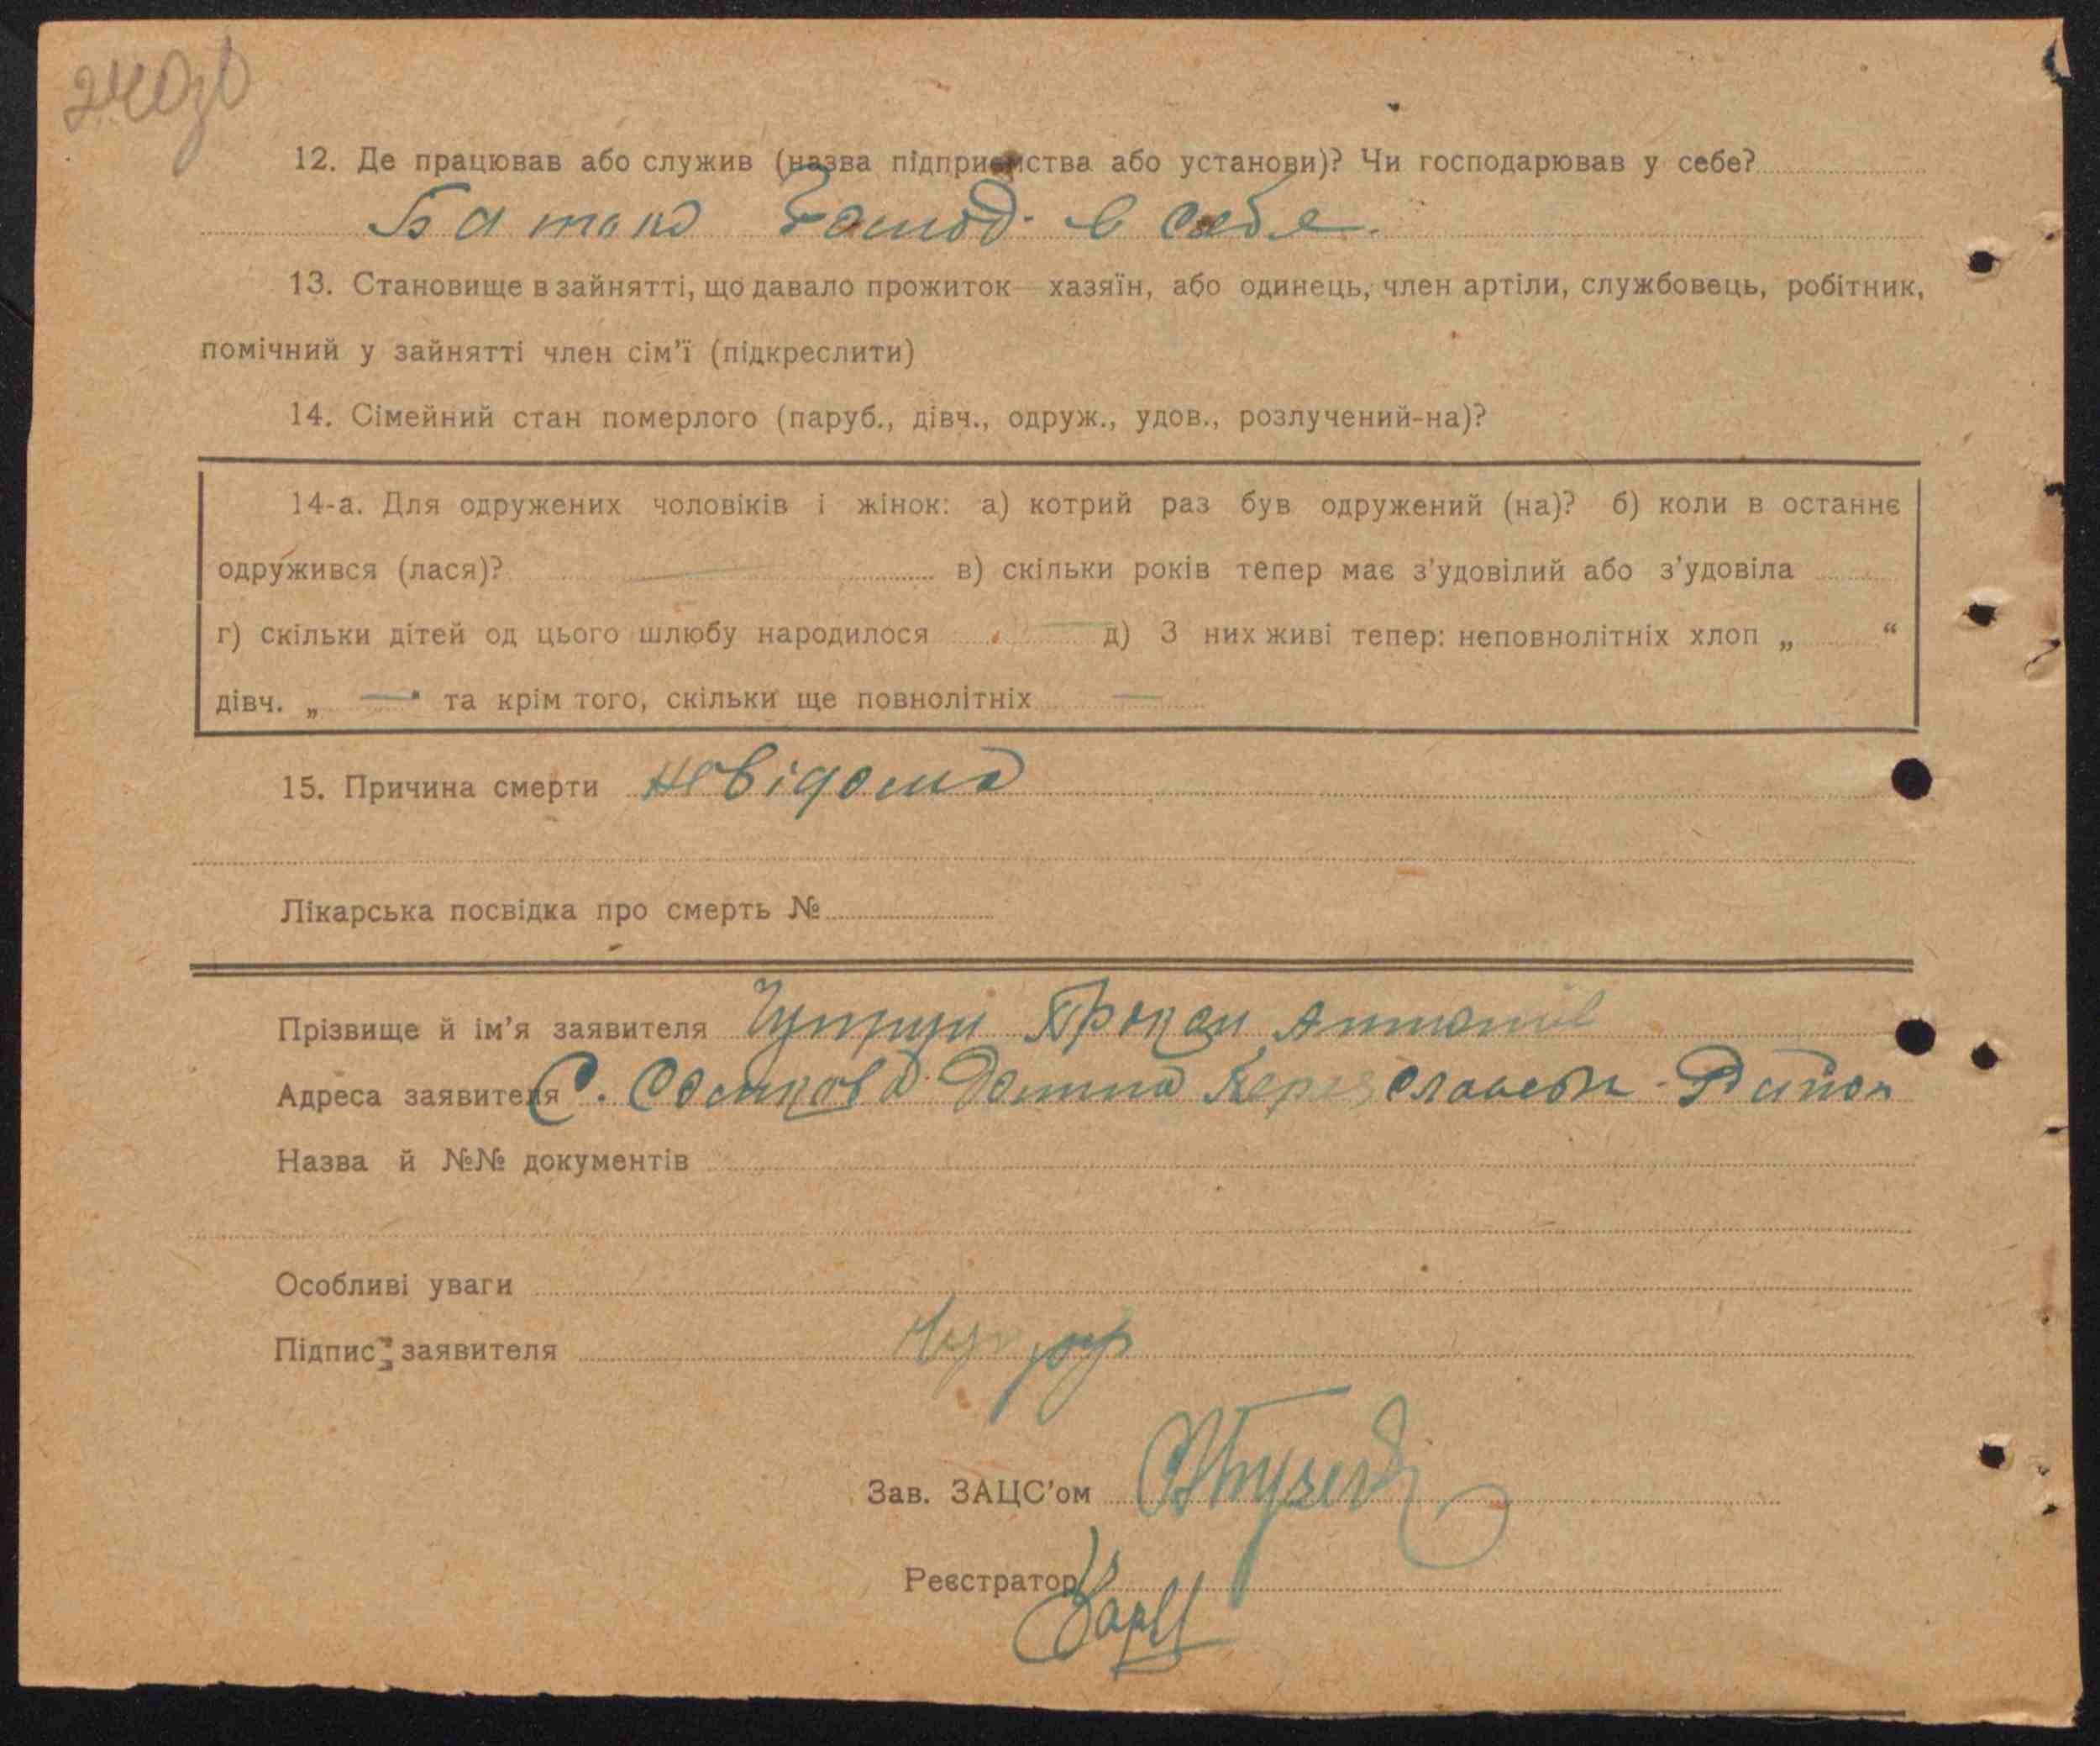 240зв
12. Де працював або служив (назва підприємства або установи)? Чи господарював у себе?
Батько Господ. в себе.
13. Становище в зайнятті, що давало прожиток — хазяїн, або одинець, член артіли, службовець, робітник,
помічний у зайнятті член сім'ї (підкреслити)
14. Сімейний стан померлого (паруб., дівч., одруж., удов., розлучений-на)?
14-а. Для одружених чоловіків і жінок: а) котрий раз був одружений (на)? б) коли в останнє
одружився (лася)? — в) скільки років тепер має з'удовілий або з'удовіла
г) скільки дітей од цього шлюбу народилося — д) З них живі тепер: неповнолітніх хлоп „ “
дівч. „ — " та крім того, скільки ще повнолітніх —
15. Причина смерти невідома
Лікарська посвідка про смерть №
Прізвище й ім'я заявителя
Адреса заявителя С. Сомкова Долина Переяславськ. Район
Назва й №№ документів
Особливі уваги
Підпис заявителя
Зав. ЗАЦС'ом
Реєстратор